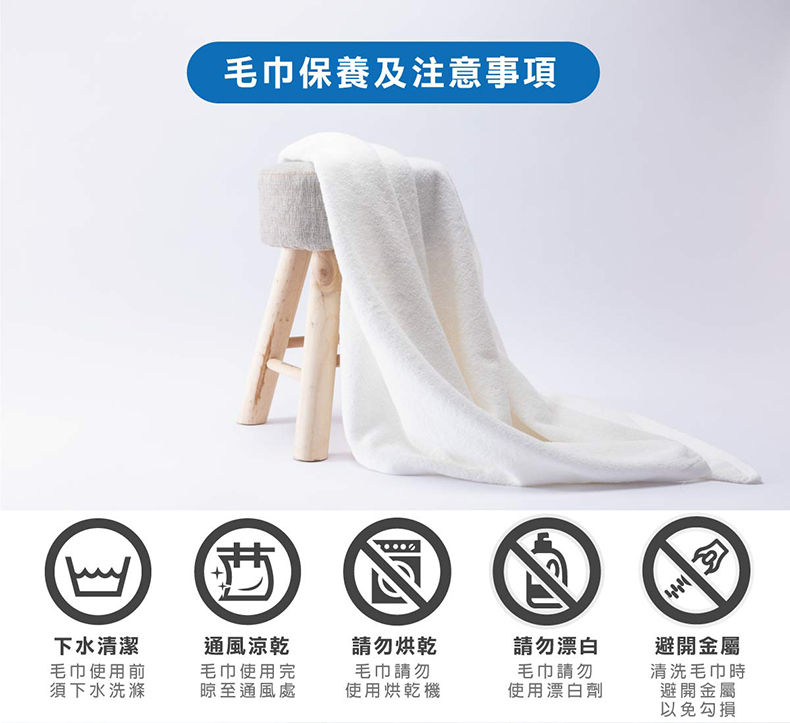 毛巾保養及注意事項
下水清潔
毛巾使用前
須下水洗滌
通風涼乾
毛巾使用完
晾至通風處
請勿烘乾
毛巾請勿
使用烘乾機
請勿漂白
毛巾請勿
使用漂白劑
避開金屬
清洗毛巾時
避開金屬
以免勾損